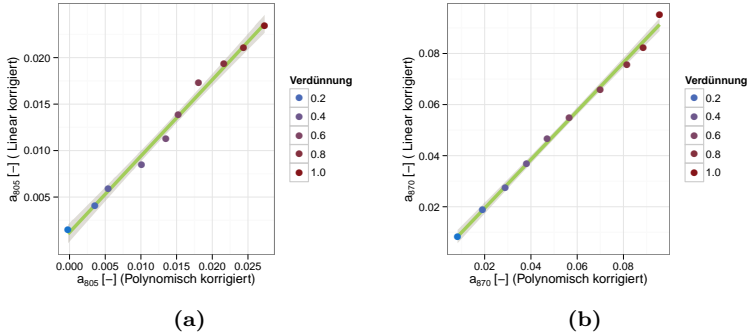 0.020
0.015
0.010
0.005
0.000 0.005 0.010 0.015 0.020 0.025
a805 [−] ( Linear korrigiert)
a805 [−] (Polynomisch korrigiert)
Verdünnung
0.2
0.4
0.6
0.8
1.0
(a)
0.08
0.06
0.04
0.02
0.02 0.04 0.06 0.08
a870 [−] ( Linear korrigiert)
a870 [−] (Polynomisch korrigiert)
Verdünnung
0.2
0.4
0.6
0.8
1.0
(b)